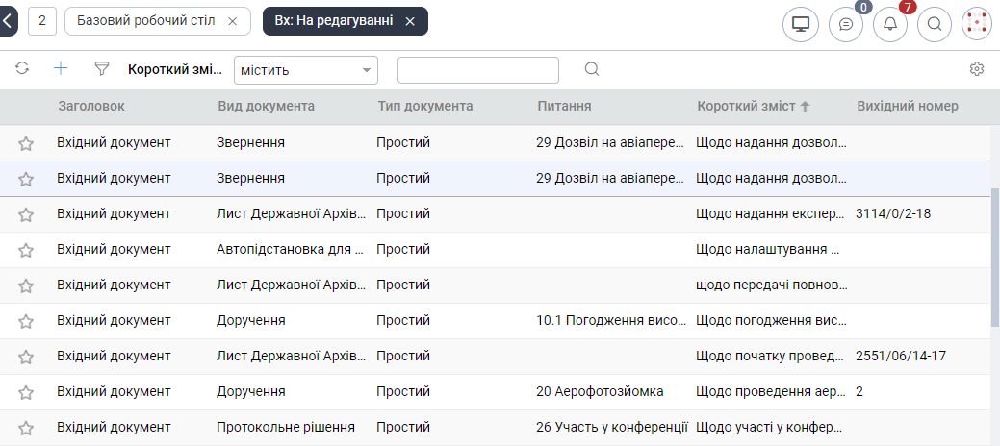 2 Базовий робочий стіл Вх: На редагуванні 0 7
Короткий змі... містить
Заголовок Вид документа Тип документа Питання Короткий зміст Вихідний номер
Вхідний документ Звернення Простий 29 Дозвіл на авіапере... Щодо надання дозвол...
Вхідний документ Звернення Простий 29 Дозвіл на авіапере... Щодо надання дозвол...
Вхідний документ Лист Державної Архів... Простий Щодо надання експер... 3114/0/2-18
Вхідний документ Автопідстановка для ... Простий Щодо налаштування ...
Вхідний документ Лист Державної Архів... Простий щодо передачі повнов...
Вхідний документ Доручення Простий 10.1 Погодження висо... Щодо погодження вис...
Вхідний документ Лист Державної Архів... Простий Щодо початку провед... 2551/06/14-17
Вхідний документ Доручення Простий 20 Аерофотозйомка Щодо проведення аер... 2
Вхідний документ Протокольне рішення Простий 26 Участь у конференції Щодо участі у конфер...